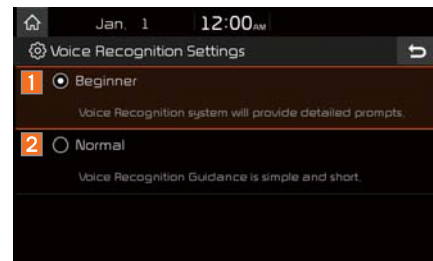 Jan. 1 12:00AM
Voice Recognition Settings
1 Beginner
Voice Recognition system will provide detailed prompts.
2 Normal
Voice Recognition Guidance is simple and short.